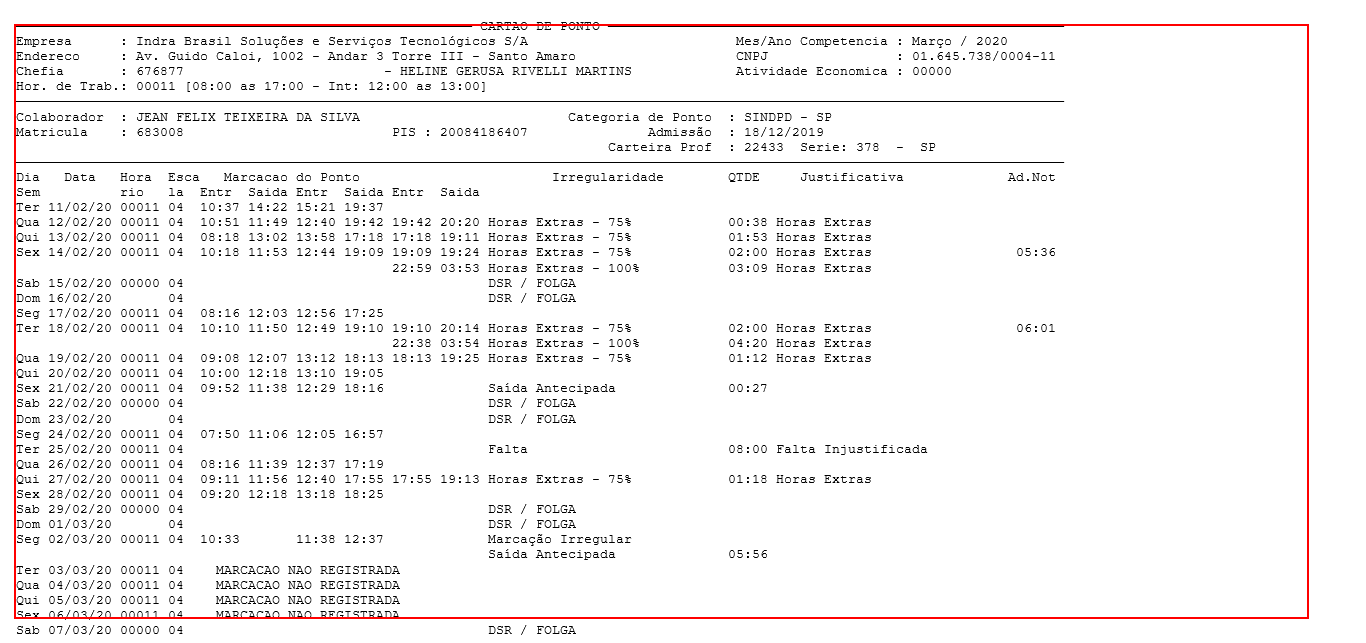 CARTAO DE PONTO
Empresa : Indra Brasil Soluções e Serviços Tecnológicos S/A Mes/Ano Competencia : Março / 2020
Endereco : Av. Guido Caloi, 1002 - Andar 3 Torre III - Santo Amaro CNPJ : 01.645.738/0004-11
Chefia : 676877 - HELINE GERUSA RIVELLI MARTINS Atividade Economica : 00000
Hor. de Trab.: 00011 [08:00 as 17:00 - Int: 12:00 as 13:00]
Colaborador : JEAN FELIX TEIXEIRA DA SILVA Categoria de Ponto : SINDPD - SP
Matricula : 683008 PIS : 20084186407 Admissão : 18/12/2019
Carteira Prof : 22433 Serie: 378 - SP
Dia Data Hora Esca Marcacao do Ponto Irregularidade QTDE Justificativa Ad.Not
Sem rio la Entr Saida Entr Saida Entr Saida
Ter 11/02/20 00011 04 10:37 14:22 15:21 19:37
Qua 12/02/20 00011 04 10:51 11:49 12:40 19:42 19:42 20:20 Horas Extras - 75% 00:38 Horas Extras
Qui 13/02/20 00011 04 08:18 13:02 13:58 17:18 17:18 19:11 Horas Extras - 75% 01:53 Horas Extras
Sex 14/02/20 00011 04 10:18 11:53 12:44 19:09 19:09 19:24 Horas Extras - 75% 02:00 Horas Extras 05:36
22:59 03:53 Horas Extras - 100% 03:09 Horas Extras
Sab 15/02/20 00000 04 DSR / FOLGA
Dom 16/02/20 04 DSR / FOLGA
Seg 17/02/20 00011 04 08:16 12:03 12:56 17:25
Ter 18/02/20 00011 04 10:10 11:50 12:49 19:10 19:10 20:14 Horas Extras - 75% 02:00 Horas Extras 06:01
22:38 03:54 Horas Extras - 100% 04:20 Horas Extras
Qua 19/02/20 00011 04 09:08 12:07 13:12 18:13 18:13 19:25 Horas Extras - 75% 01:12 Horas Extras
Qui 20/02/20 00011 04 10:00 12:18 13:10 19:05
Sex 21/02/20 00011 04 09:52 11:38 12:29 18:16 Saída Antecipada 00:27
Sab 22/02/20 00000 04 DSR / FOLGA
Dom 23/02/20 04 DSR / FOLGA
Seg 24/02/20 00011 04 07:50 11:06 12:05 16:57
Ter 25/02/20 00011 04 Falta 08:00 Falta Injustificada
Qua 26/02/20 00011 04 08:16 11:39 12:37 17:19
Qui 27/02/20 00011 04 09:11 11:56 12:40 17:55 17:55 19:13 Horas Extras - 75% 01:18 Horas Extras
Sex 28/02/20 00011 04 09:20 12:18 13:18 18:25
Sab 29/02/20 00000 04 DSR / FOLGA
Dom 01/03/20 04 DSR / FOLGA
Seg 02/03/20 00011 04 10:33 11:38 12:37 Marcação Irregular
Saída Antecipada 05:56
Ter 03/03/20 00011 04 MARCACAO NAO REGISTRADA
Qua 04/03/20 00011 04 MARCACAO NAO REGISTRADA
Qui 05/03/20 00011 04 MARCACAO NAO REGISTRADA
Sex 06/03/20 00011 04 MARCACAO NAO REGISTRADA
Sab 07/03/20 00000 04 DSR / FOLGA